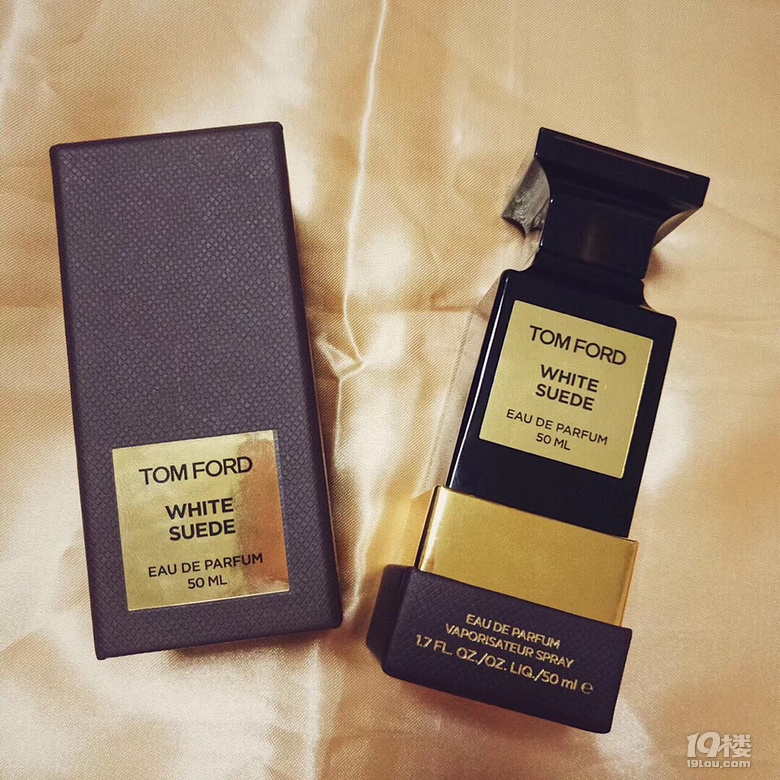 TOM FORD
WHITE
SUEDE
EAU DE PARFUM
50 ML
TOM FORD
WHITE
SUEDE
EAU DE PARFUM
50 ML
EAU DE PARFUM
VAPORISATEUR SPRAY
1.7 FL. OZ./OZ. LIQ./50 ml ℮
19楼
19lou.com